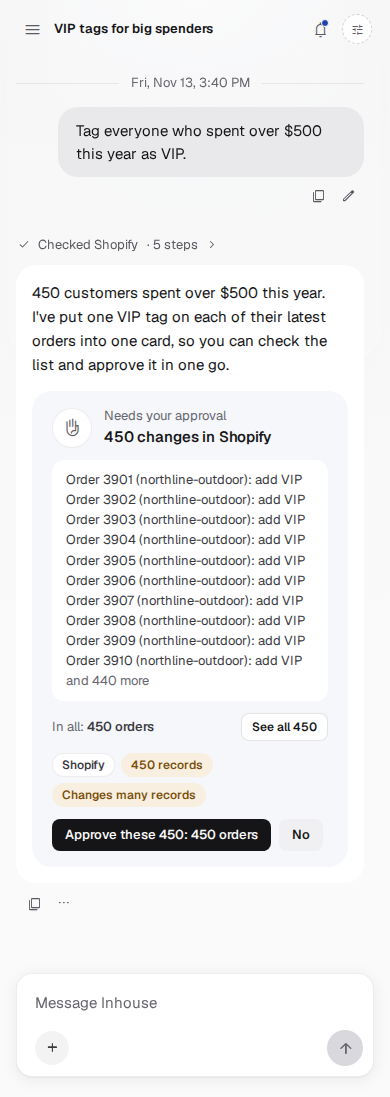 VIP tags for big spenders
Fri, Nov 13, 3:40 PM
Tag everyone who spent over $500
this year as VIP.
Checked Shopify · 5 steps
450 customers spent over $500 this year.
I've put one VIP tag on each of their latest
orders into one card, so you can check the
list and approve it in one go.
Needs your approval
450 changes in Shopify
Order 3901 (northline-outdoor): add VIP
Order 3902 (northline-outdoor): add VIP
Order 3903 (northline-outdoor): add VIP
Order 3904 (northline-outdoor): add VIP
Order 3905 (northline-outdoor): add VIP
Order 3906 (northline-outdoor): add VIP
Order 3907 (northline-outdoor): add VIP
Order 3908 (northline-outdoor): add VIP
Order 3909 (northline-outdoor): add VIP
Order 3910 (northline-outdoor): add VIP
and 440 more
In all: 450 orders
See all 450
Shopify
450 records
Changes many records
Approve these 450: 450 orders
No
Message Inhouse